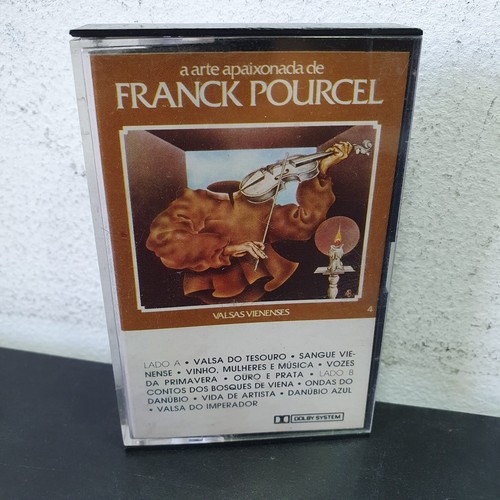 a arte apaixonada de
FRANCK POURCEL
VALSAS VIENENSES
4
LADO A • VALSA DO TESOURO • SANGUE VIE-
NENSE • VINHO, MULHERES E MÚSICA • VOZES
DA PRIMAVERA • OURO E PRATA • LADO B
CONTOS DOS BOSQUES DE VIENA • ONDAS DO
DANÚBIO • VIDA DE ARTISTA • DANÚBIO AZUL
• VALSA DO IMPERADOR
DOLBY SYSTEM